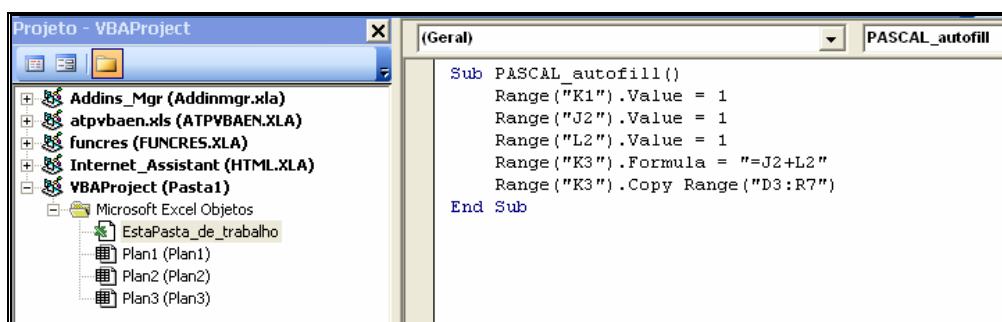 Projeto - VBAProject
Addins_Mgr (Addinmgr.xla)
atpvbaen.xls (ATPVBAEN.XLA)
funcres (FUNCRES.XLA)
Internet_Assistant (HTML.XLA)
VBAProject (Pasta1)
Microsoft Excel Objetos
EstaPasta_de_trabalho
Plan1 (Plan1)
Plan2 (Plan2)
Plan3 (Plan3)
(Geral)
PASCAL_autofill
Sub PASCAL_autofill()
Range("K1").Value = 1
Range("J2").Value = 1
Range("L2").Value = 1
Range("K3").Formula = "=J2+L2"
Range("K3").Copy Range("D3:R7")
End Sub